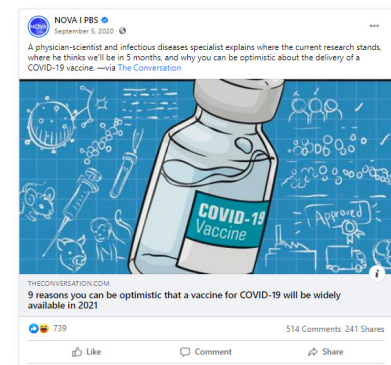 NOVA I PBS
September 5, 2020 ·
A physician-scientist and infectious diseases specialist explains where the current research stands,
where he thinks we'll be in 5 months, and why you can be optimistic about the delivery of a
COVID-19 vaccine. —via The Conversation
COVID-19
Vaccine
Approved
THECONVERSATION.COM
9 reasons you can be optimistic that a vaccine for COVID-19 will be widely
available in 2021
739
514 Comments 241 Shares
Like
Comment
Share